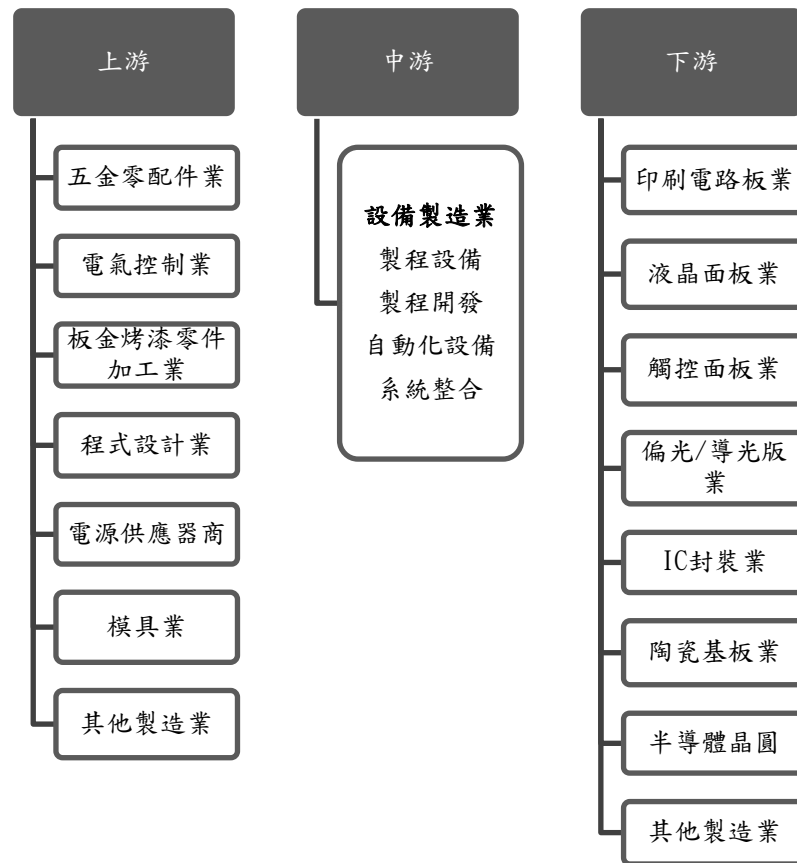 上游
五金零配件業
電氣控制業
板金烤漆零件
加工業
程式設計業
電源供應器商
模具業
其他製造業
中游
設備製造業
製程設備
製程開發
自動化設備
系統整合
下游
印刷電路板業
液晶面板業
觸控面板業
偏光/導光版
業
IC封裝業
陶瓷基板業
半導體晶圓
其他製造業